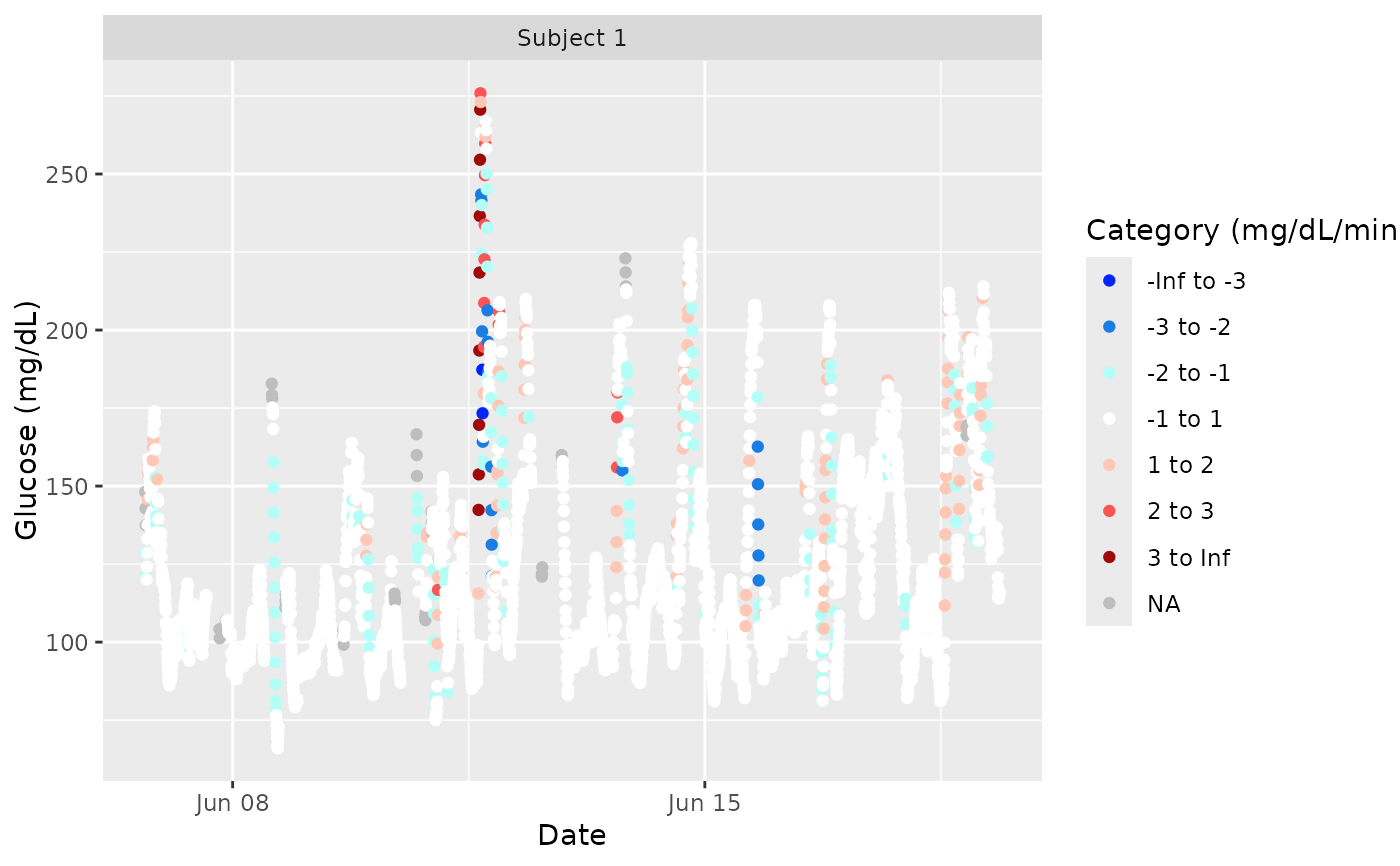 Subject 1
Glucose (mg/dL)
250
200
150
100
Jun 08
Jun 15
Date
Category (mg/dL/min
-Inf to -3
-3 to -2
-2 to -1
-1 to 1
1 to 2
2 to 3
3 to Inf
NA